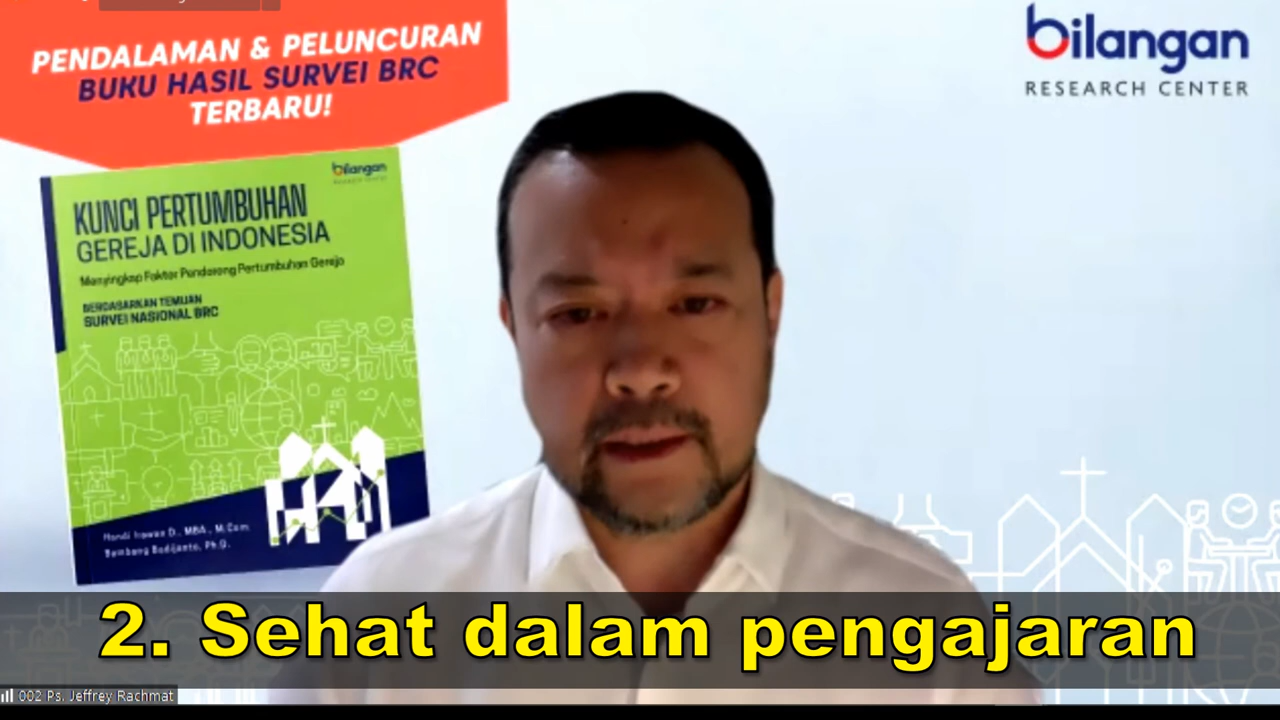 PENDALAMAN & PELUNCURAN
BUKU HASIL SURVEI BRC
TERBARU!
bilangan
RESEARCH CENTER
bilangan
RESEARCH CENTER
KUNCI PERTUMBUHAN
GEREJA DI INDONESIA
Menyingkap Faktor Pendorong Pertumbuhan Gereja
BERDASARKAN TEMUAN
SURVEI NASIONAL BRC
Handi Irawan D., MBA., M.Com.
Bambang Budijanto, Ph.D.
2. Sehat dalam pengajaran
002 Ps. Jeffrey Rachmat